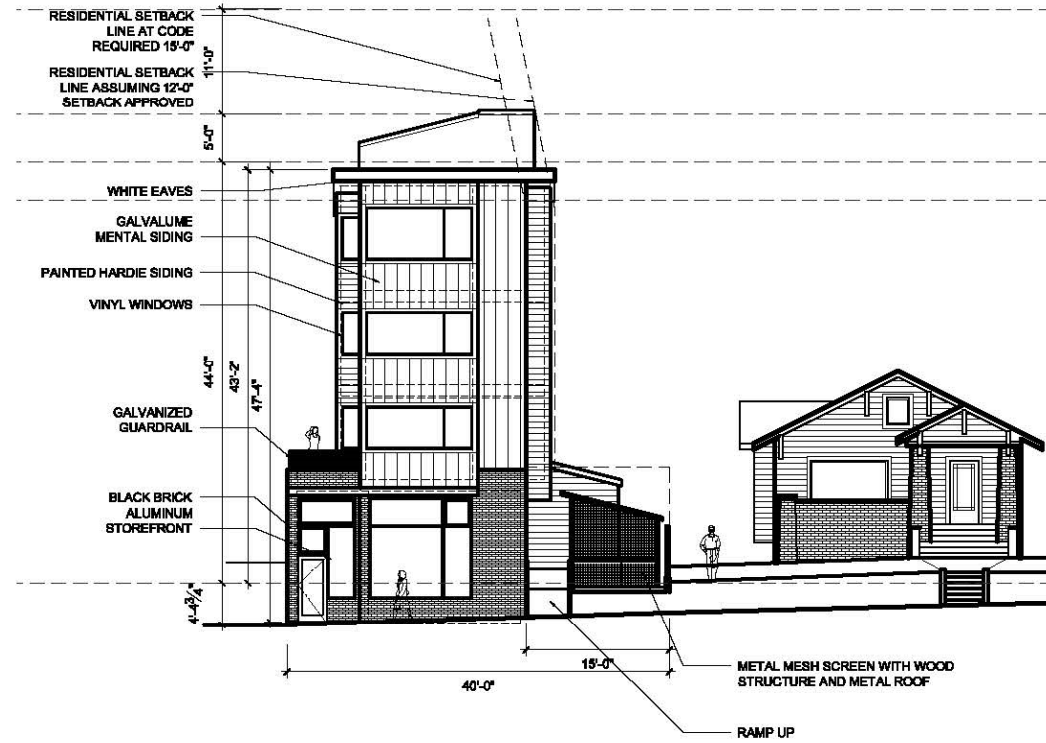 RESIDENTIAL SETBACK
LINE AT CODE
REQUIRED 15'-0"
11'-0"
RESIDENTIAL SETBACK
LINE ASSUMING 12'-0"
SETBACK APPROVED
5'-0"
WHITE EAVES
GALVALUME
MENTAL SIDING
PAINTED HARDIE SIDING
VINYL WINDOWS
44'-0"
43'-2"
47'-4"
GALVANIZED
GUARDRAIL
BLACK BRICK
ALUMINUM
STOREFRONT
4'-4 3/4"
15'-0"
40'-0"
METAL MESH SCREEN WITH WOOD
STRUCTURE AND METAL ROOF
RAMP UP